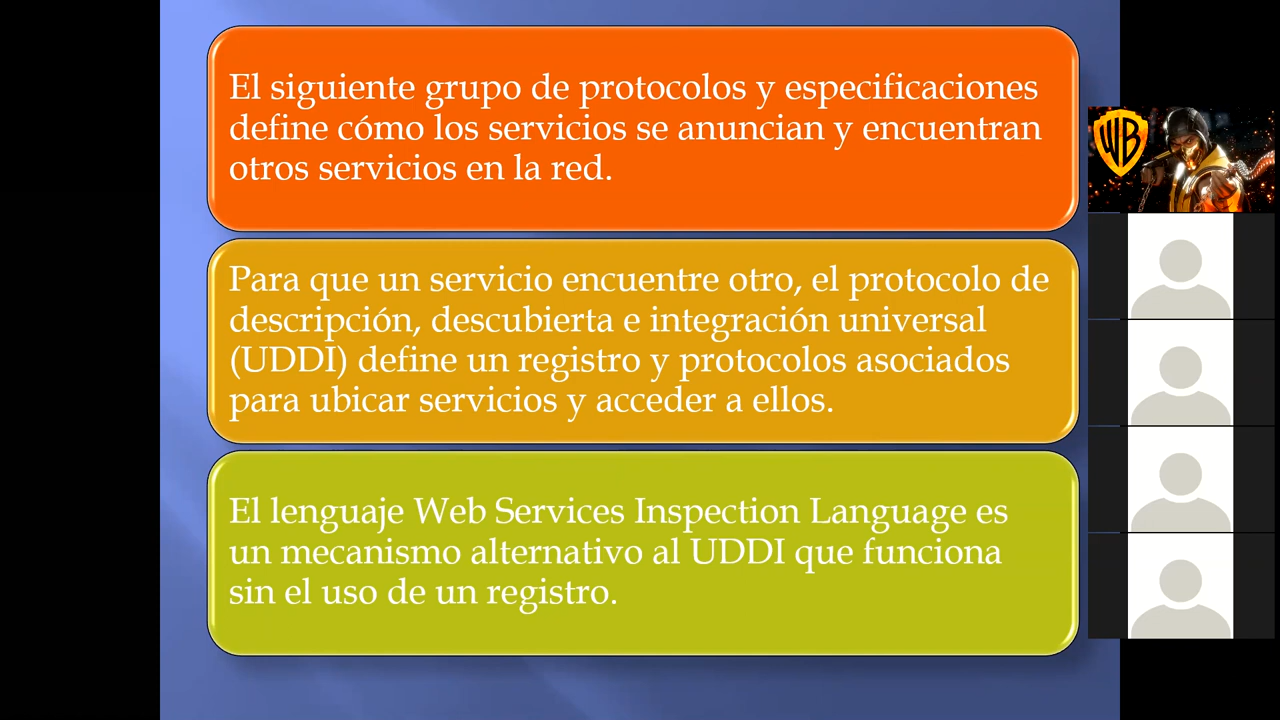 El siguiente grupo de protocolos y especificaciones
define cómo los servicios se anuncian y encuentran
otros servicios en la red.
Para que un servicio encuentre otro, el protocolo de
descripción, descubierta e integración universal
(UDDI) define un registro y protocolos asociados
para ubicar servicios y acceder a ellos.
El lenguaje Web Services Inspection Language es
un mecanismo alternativo al UDDI que funciona
sin el uso de un registro.
WB